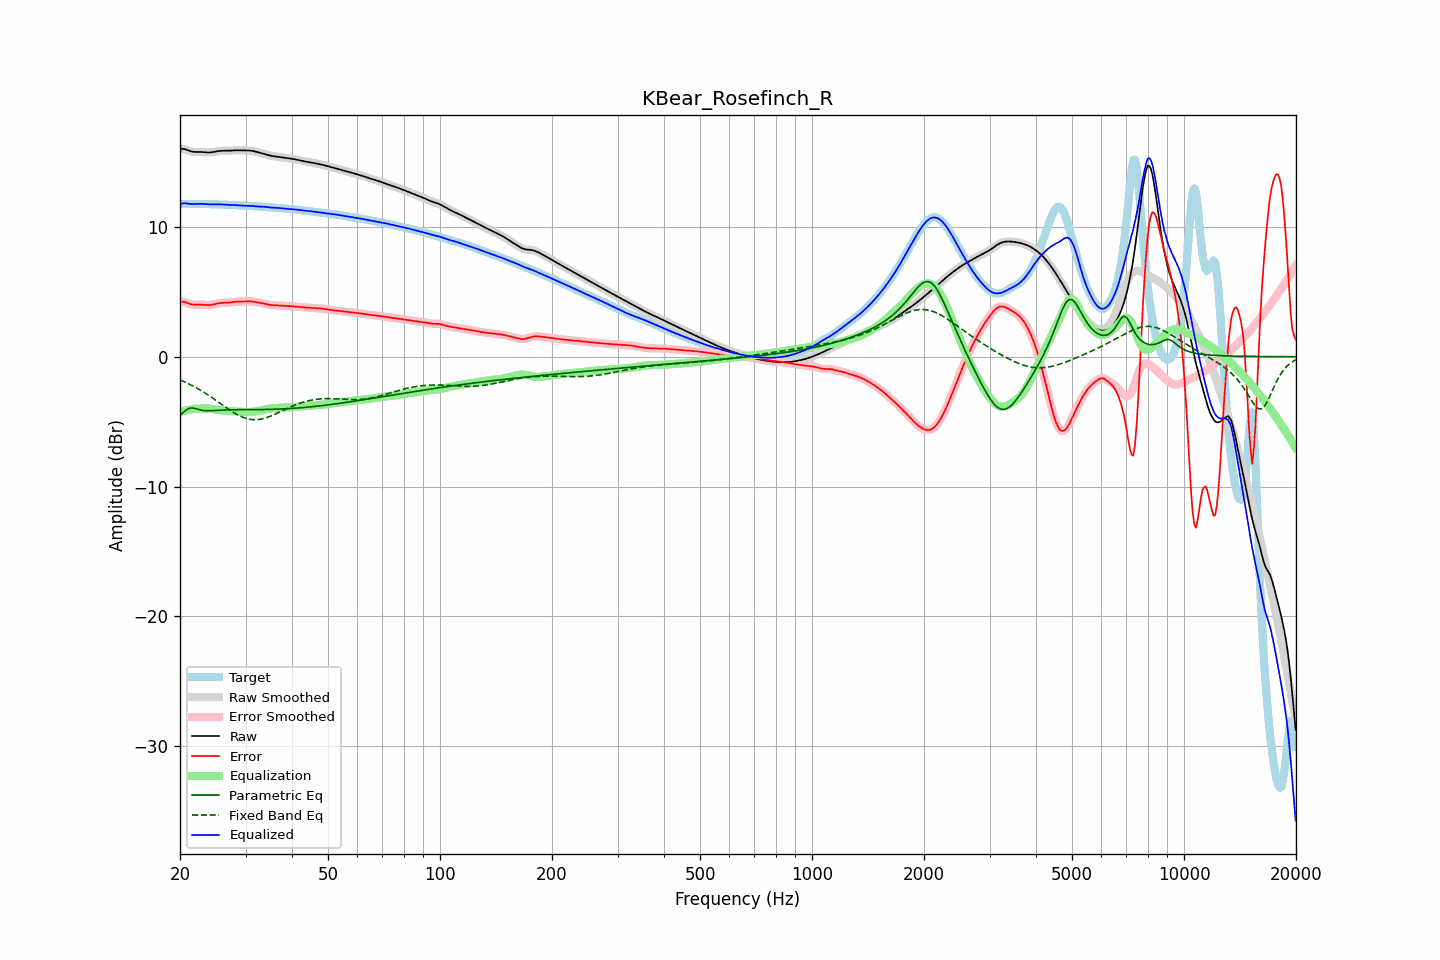 KBear_Rosefinch_R
Amplitude (dBr)
10
0
−10
−20
−30
Target
Raw Smoothed
Error Smoothed
Raw
Error
Equalization
Parametric Eq
Fixed Band Eq
Equalized
20 50 100 200 500 1000 2000 5000 10000 20000
Frequency (Hz)